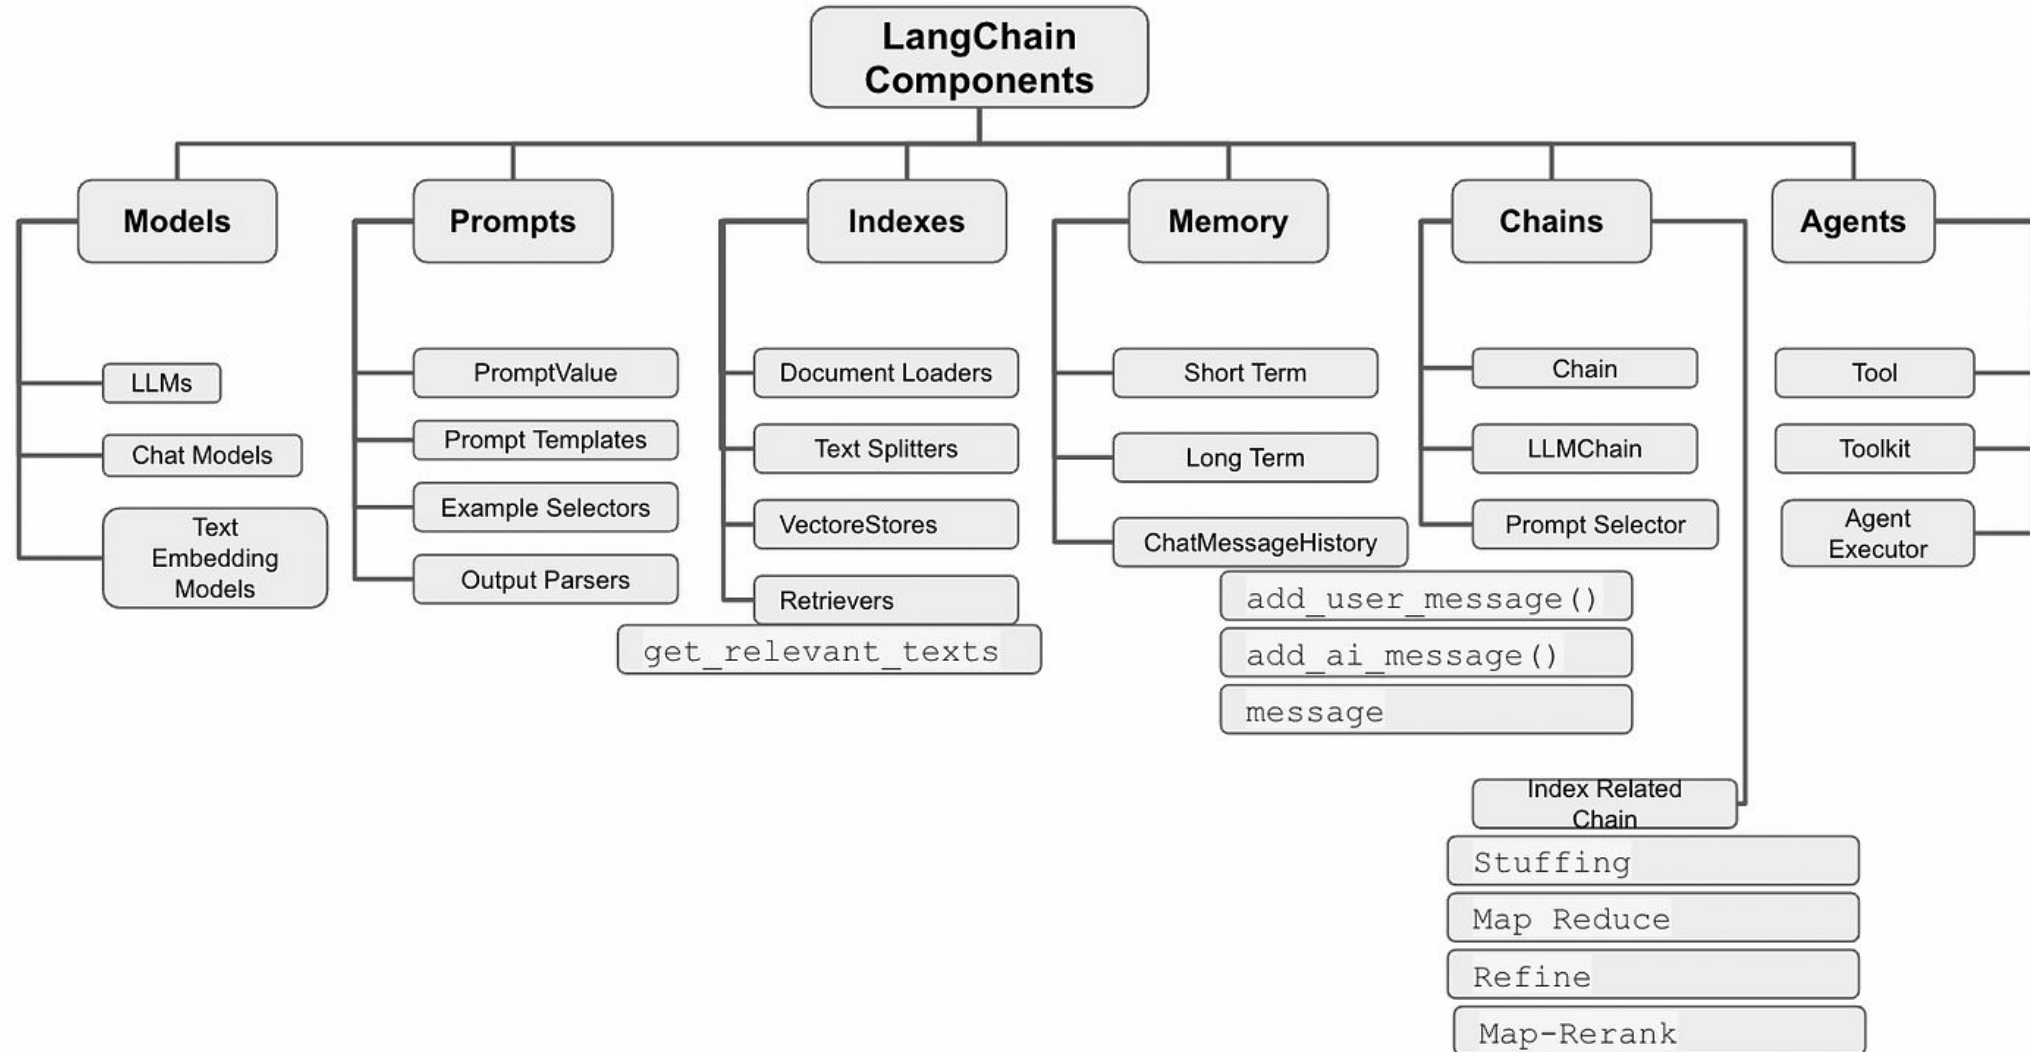 LangChain
Components
Models
Prompts
Indexes
Memory
Chains
Agents
LLMs
Chat Models
Text
Embedding
Models
PromptValue
Prompt Templates
Example Selectors
Output Parsers
Document Loaders
Text Splitters
VectoreStores
Retrievers
get_relevant_texts
Short Term
Long Term
ChatMessageHistory
add_user_message()
add_ai_message()
message
Chain
LLMChain
Prompt Selector
Index Related
Chain
Stuffing
Map Reduce
Refine
Map-Rerank
Tool
Toolkit
Agent
Executor